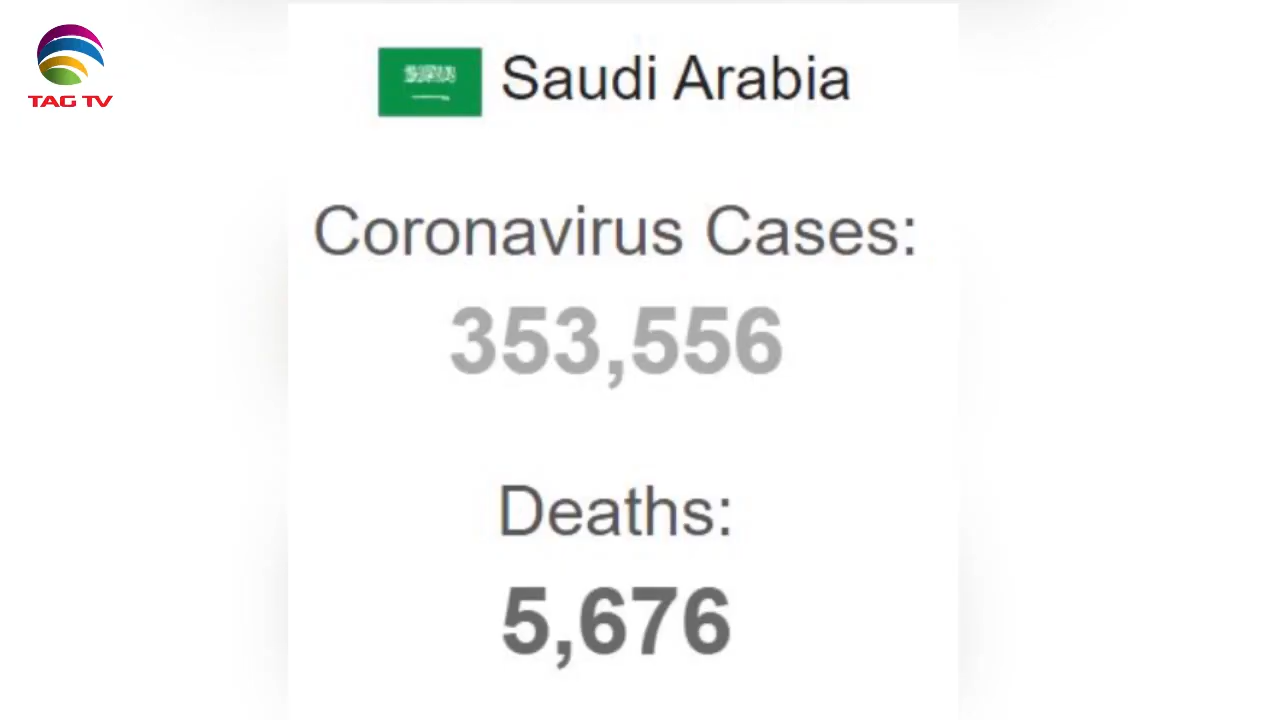 TAG TV
Saudi Arabia
Coronavirus Cases:
353,556
Deaths:
5,676